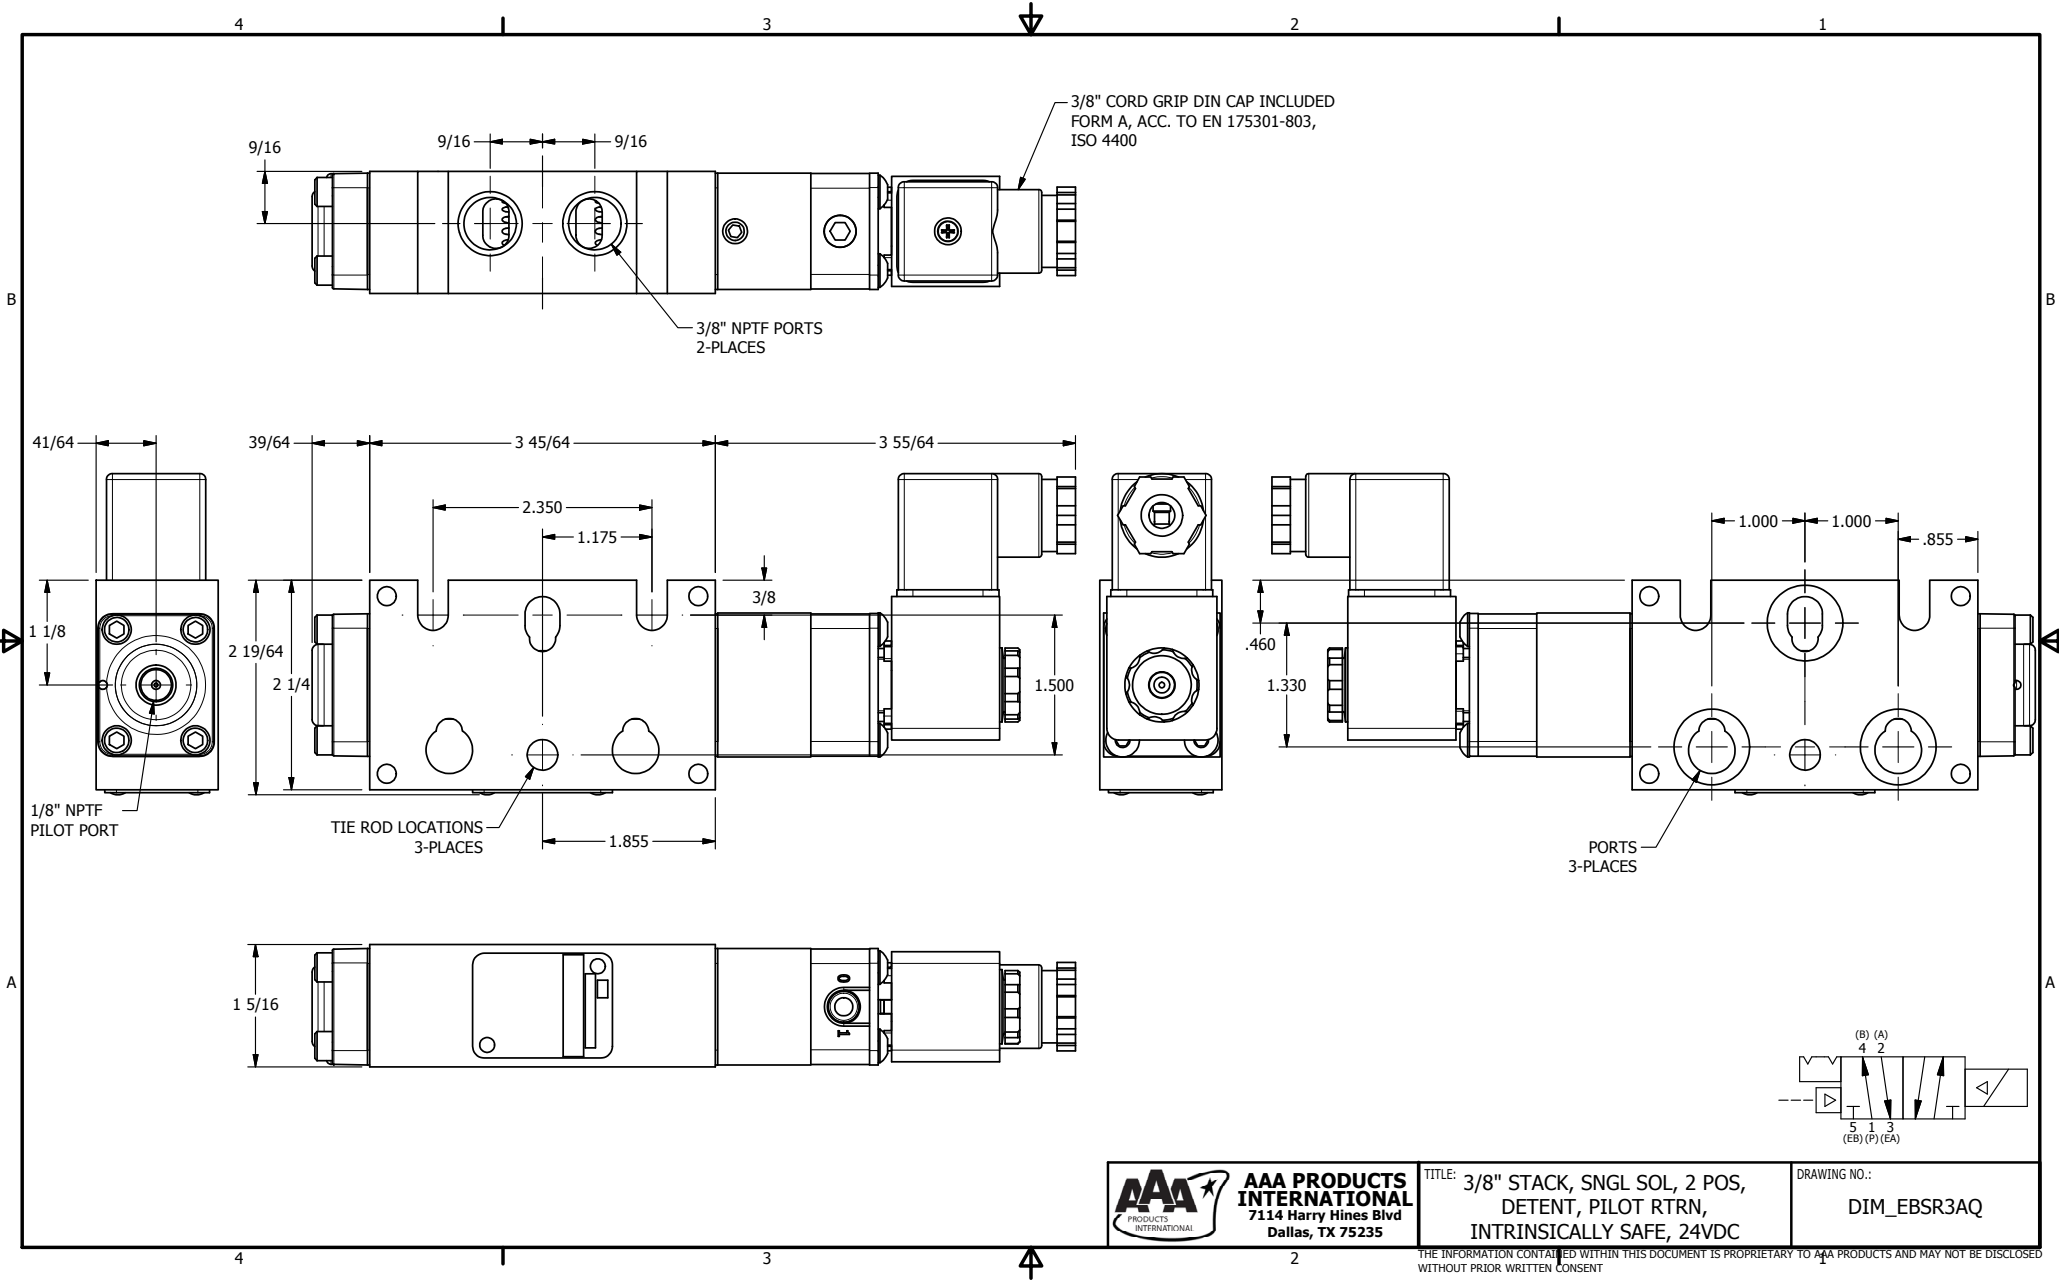 4
3
2
1
3/8" CORD GRIP DIN CAP INCLUDED
FORM A, ACC. TO EN 175301-803,
ISO 4400
9/16
9/16
9/16
B
B
3/8" NPTF PORTS
2-PLACES
41/64
39/64
3 45/64
3 55/64
2.350
1.175
1.000
1.000
.855
3/8
1 1/8
2 19/64
2 1/4
1.500
.460
1.330
1/8" NPTF
PILOT PORT
TIE ROD LOCATIONS
3-PLACES
1.855
PORTS
3-PLACES
A
A
1 5/16
0
1
(B) (A)
4 2
5 1 3
(EB) (P) (EA)
AAA
PRODUCTS
INTERNATIONAL
AAA PRODUCTS
INTERNATIONAL
7114 Harry Hines Blvd
Dallas, TX 75235
TITLE:
3/8" STACK, SNGL SOL, 2 POS,
DETENT, PILOT RTRN,
INTRINSICALLY SAFE, 24VDC
DRAWING NO.:
DIM_EBSR3AQ
4
3
2
1
THE INFORMATION CONTAINED WITHIN THIS DOCUMENT IS PROPRIETARY TO AAA PRODUCTS AND MAY NOT BE DISCLOSED
WITHOUT PRIOR WRITTEN CONSENT